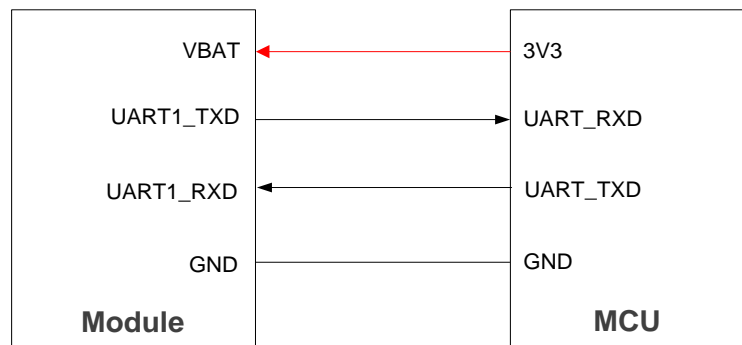 VBAT
3V3
UART1_TXD
UART_RXD
UART1_RXD
UART_TXD
GND
GND
Module
MCU